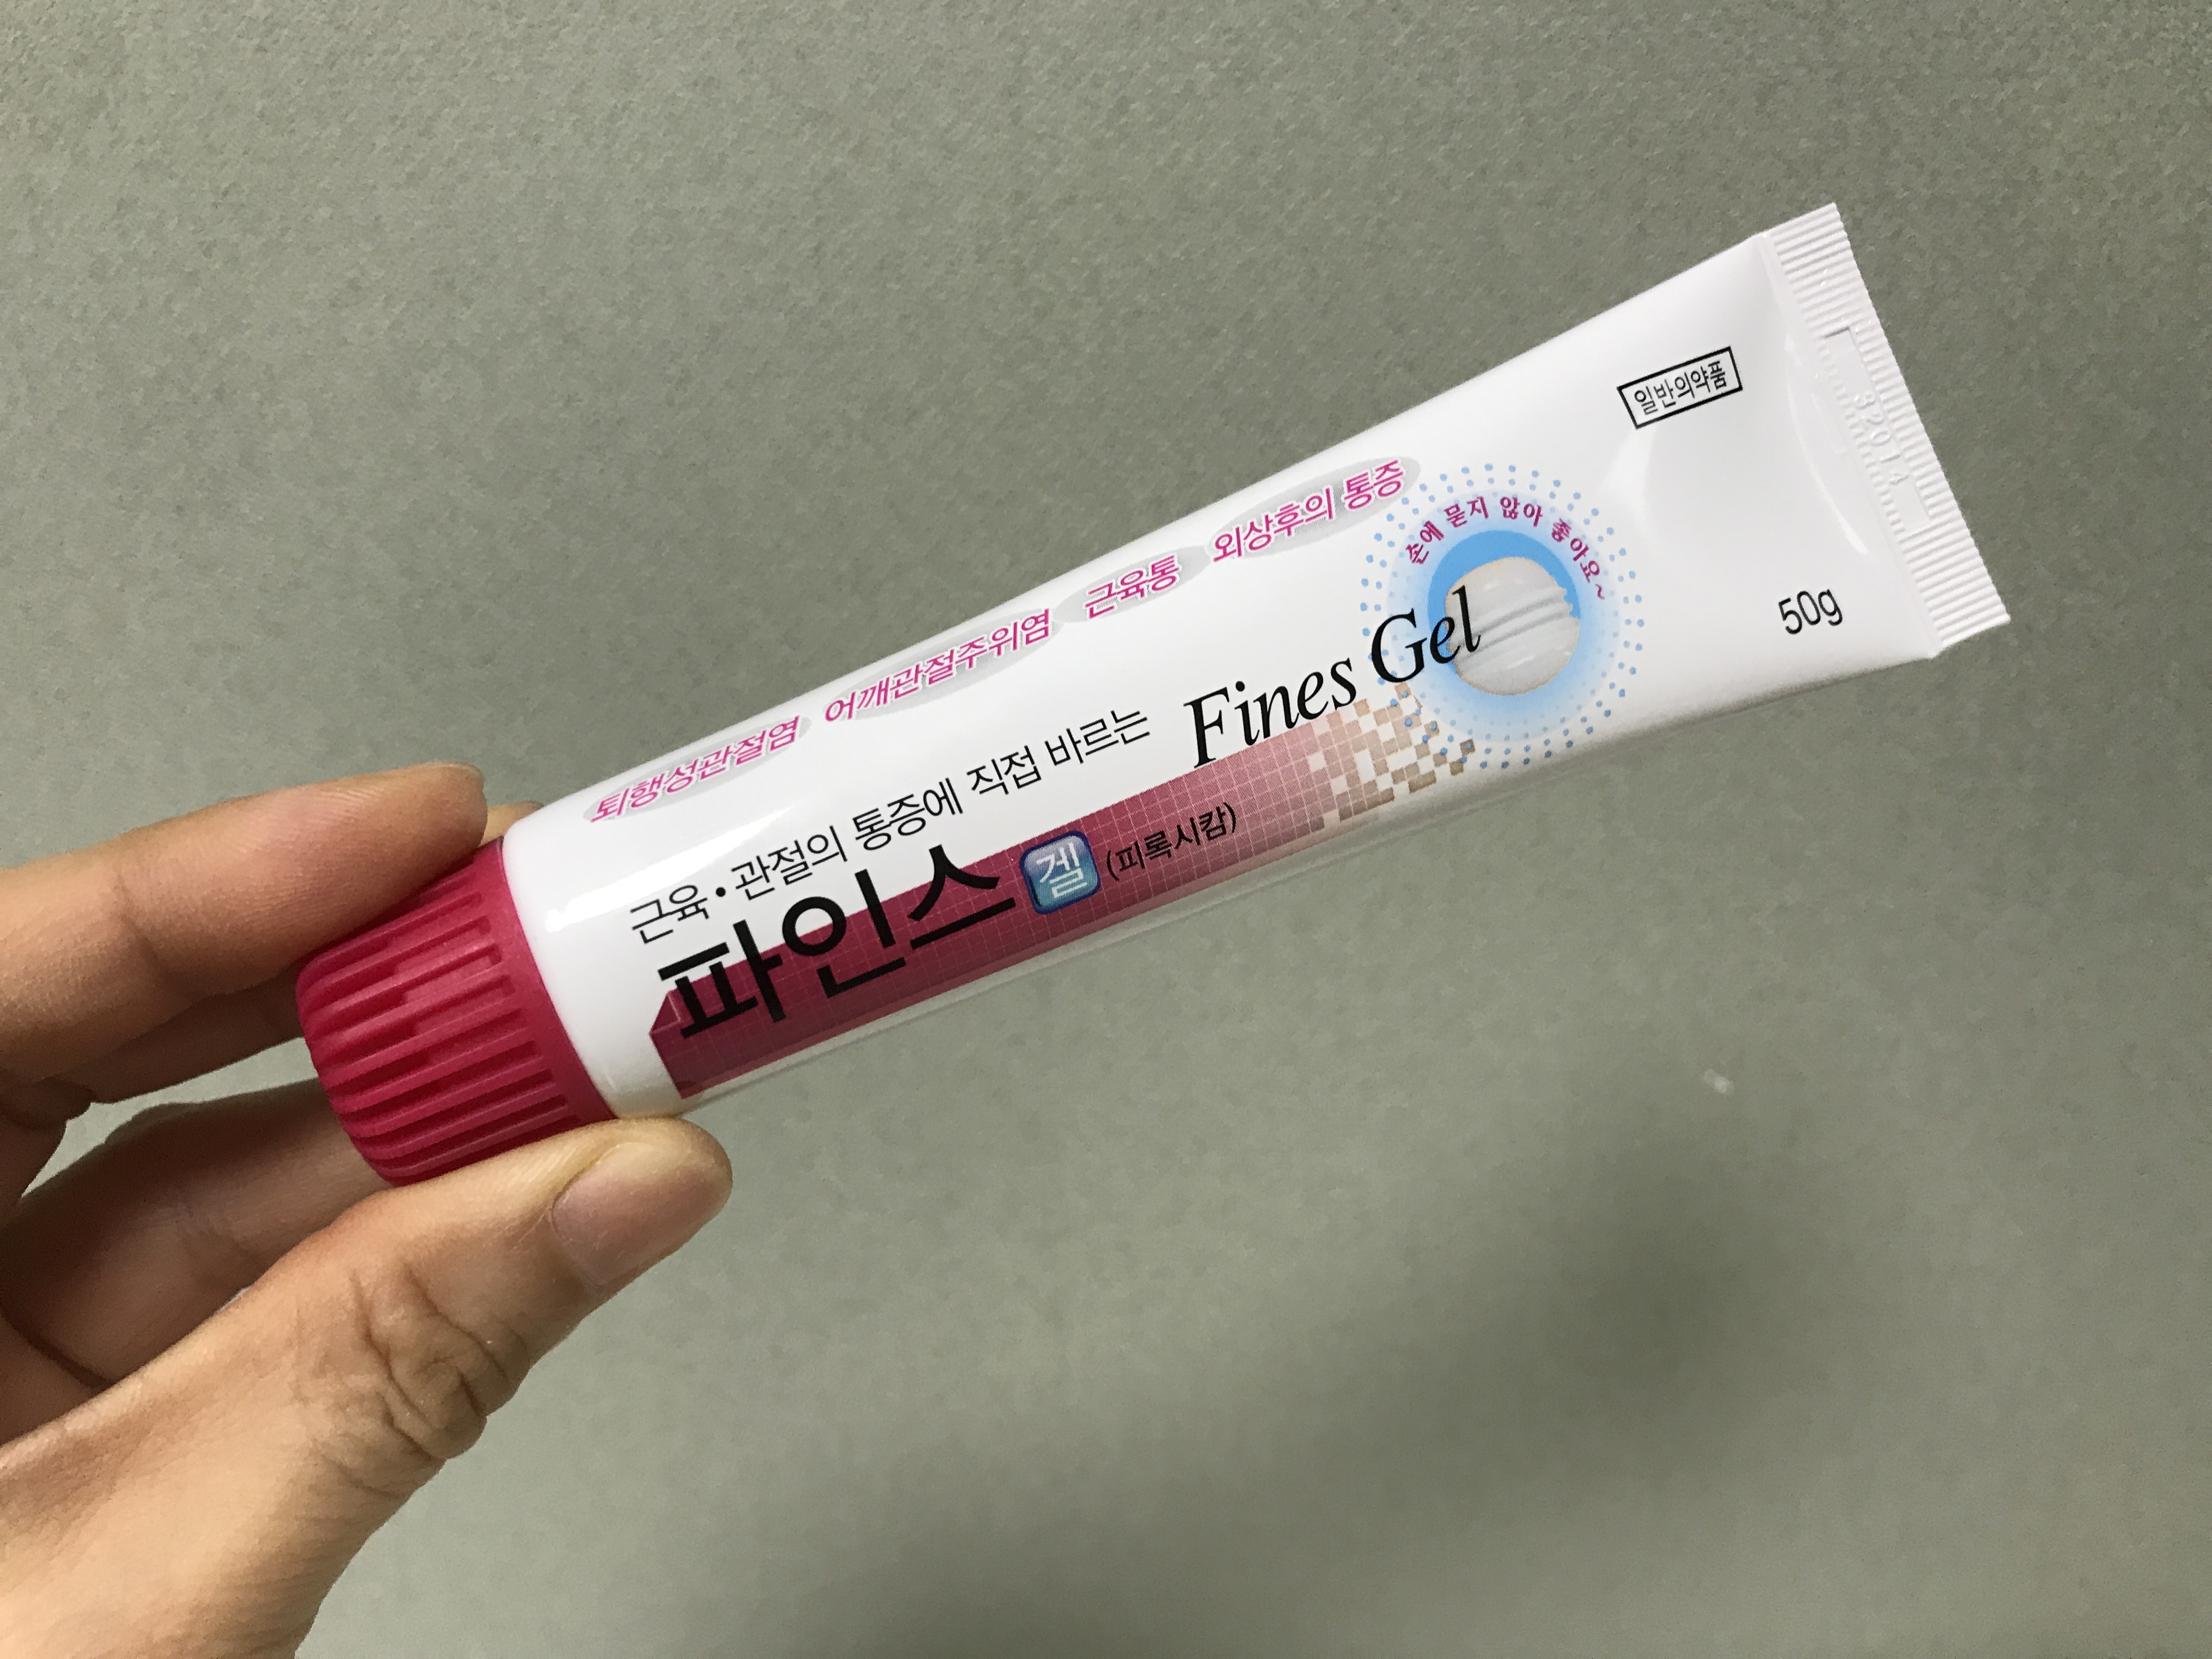 일반의약품
퇴행성관절염 어깨관절주위염 근육통 외상후의 통증
손에 묻지 않아 좋아요~
근육·관절의 통증에 직접 바르는
Fines Gel
파인스겔 (피록시캄)
50g